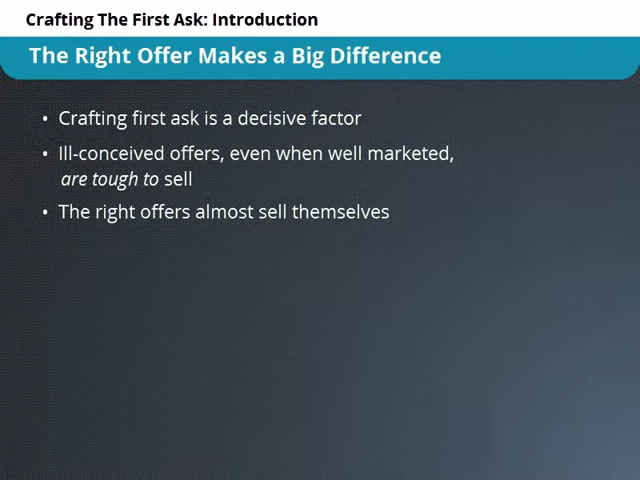 Crafting The First Ask: Introduction
The Right Offer Makes a Big Difference
• Crafting first ask is a decisive factor
• Ill-conceived offers, even when well marketed,
are tough to sell
• The right offers almost sell themselves